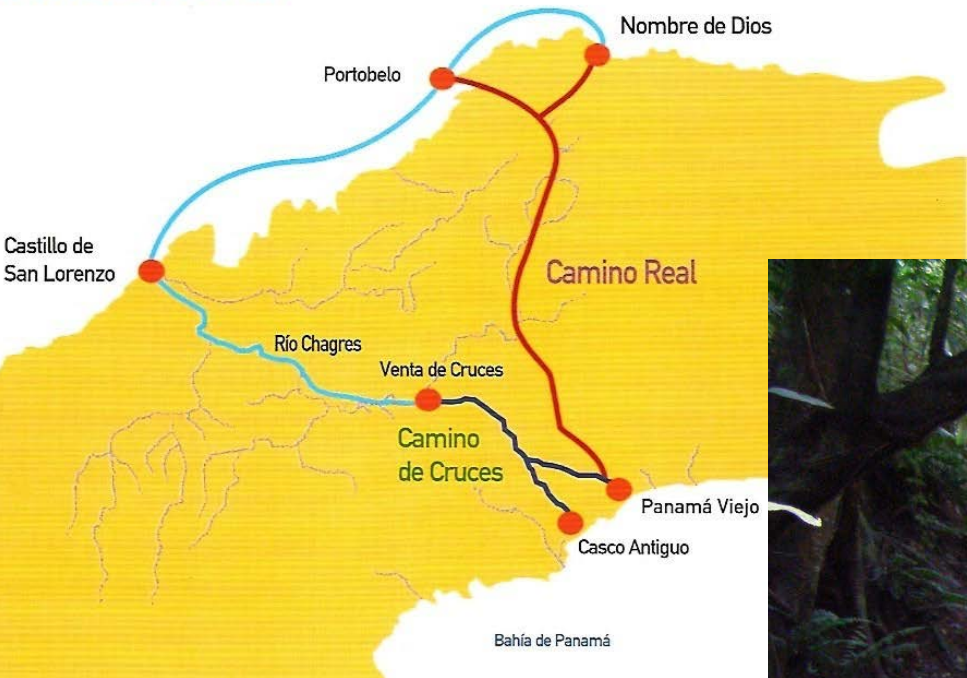 Nombre de Dios
Portobelo
Castillo de
San Lorenzo
Camino Real
Río Chagres
Venta de Cruces
Camino
de Cruces
Panamá Viejo
Casco Antiguo
Bahía de Panamá